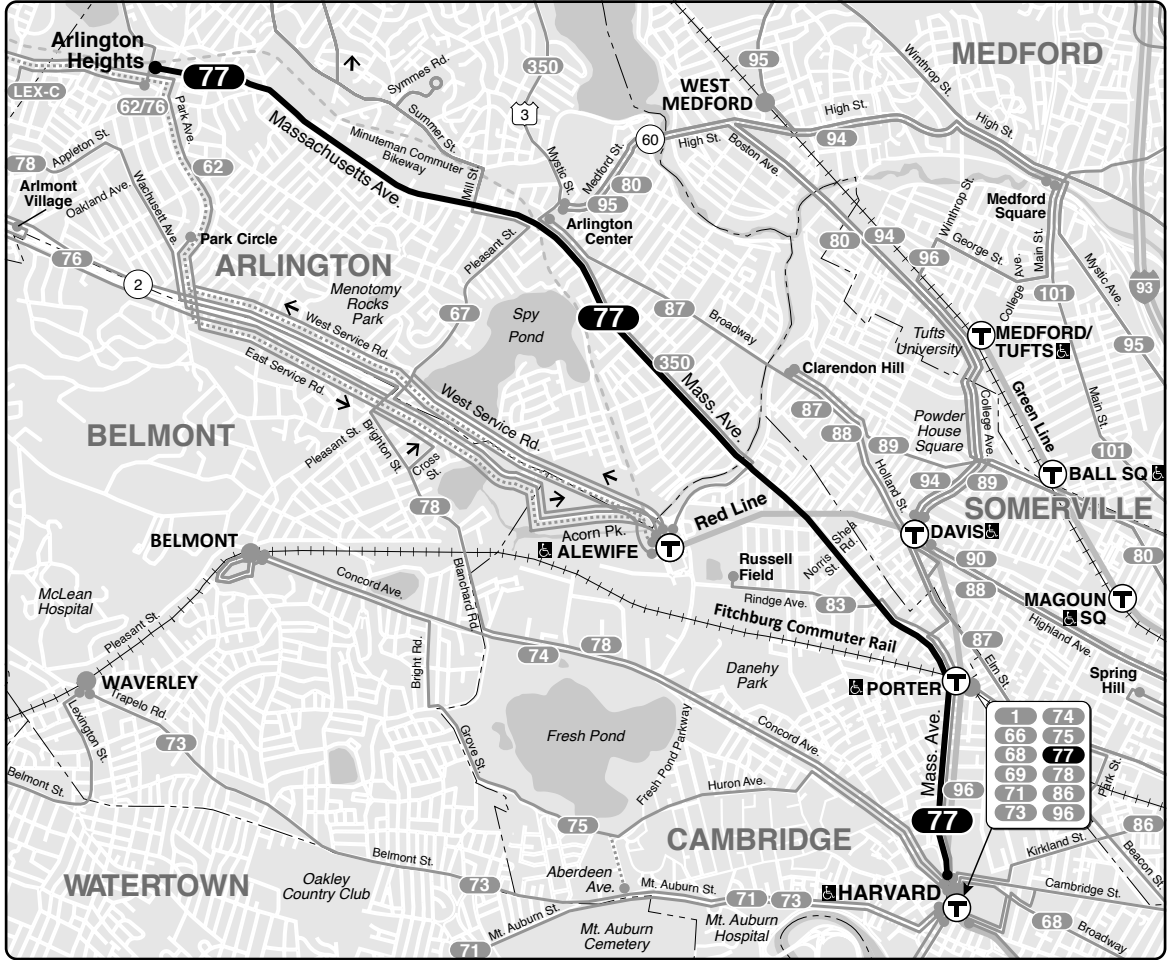 Arlington
Heights
77
LEX-C
62/76
Park Ave.
Symmes Rd.
Summer St.
350
3
95
WEST
MEDFORD
MEDFORD
Winthrop St.
High St.
94
High St.
60
High St.
Boston Ave.
Massachusetts Ave.
Minuteman Commuter
Bikeway
Mill St.
Mystic St.
Medford St.
80
95
Arlington
Center
78
Appleton St.
62
Arlmont
Village
Oakland Ave.
Wachusett Ave.
Park Circle
76
2
ARLINGTON
Menotomy
Rocks
Park
Pleasant St.
67
Spy
Pond
77
87
Broadway
350
Mass. Ave.
Medford
Square
Winthrop St.
80
94
96
George St.
College Ave.
Main St.
101
Mystic Ave.
93
95
Tufts
University
T
MEDFORD/
TUFTS
Green Line
Main St.
101
West Service Rd.
East Service Rd.
West Service Rd.
BELMONT
Pleasant St.
Brighton St.
Cross
St.
78
Clarendon Hill
87
88
89
Powder
House
Square
College Ave.
Holland St.
94
89
T
BALL SQ
SOMERVILLE
BELMONT
Acorn Pk.
ALEWIFE
T
Red Line
T
DAVIS
90
88
80
Norris St.
Shea
Rd.
Russell
Field
Rindge Ave.
83
MAGOUN
SQ
T
Highland Ave.
McLean
Hospital
Pleasant St.
Concord Ave.
Blanchard Rd.
Fitchburg Commuter Rail
87
Elm St.
Spring
Hill
74
78
Danehy
Park
PORTER
T
WAVERLEY
Trapelo Rd.
Lexington St.
73
Bright Rd.
Grove St.
Fresh Pond
Fresh Pond Parkway
Concord Ave.
Huron Ave.
Mass. Ave.
96
77
1 74
66 75
68 77
69 78
71 86
73 96
Park St.
86
Kirkland St.
Beacon St.
Belmont St.
75
CAMBRIDGE
WATERTOWN
Oakley
Country Club
Belmont St.
73
Aberdeen
Ave.
Mt. Auburn St.
71
73
HARVARD
T
Cambridge St.
68
Broadway
Mt. Auburn St.
71
Mt. Auburn
Cemetery
Mt. Auburn
Hospital